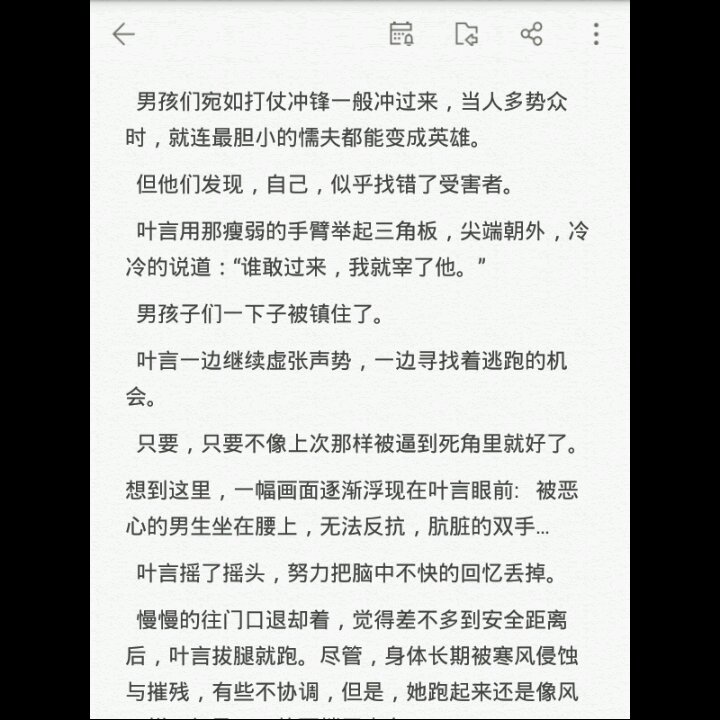 男孩们宛如打仗冲锋一般冲过来，当人多势众
时，就连最胆小的懦夫都能变成英雄。
但他们发现，自己，似乎找错了受害者。
叶言用那瘦弱的手臂举起三角板，尖端朝外，冷
冷的说道：“谁敢过来，我就宰了他。”
男孩子们一下子被镇住了。
叶言一边继续虚张声势，一边寻找着逃跑的机
会。
只要，只要不像上次那样被逼到死角里就好了。
想到这里，一幅画面逐渐浮现在叶言眼前：被恶
心的男生坐在腰上，无法反抗，肮脏的双手...
叶言摇了摇头，努力把脑中不快的回忆丢掉。
慢慢的往门口退却着，觉得差不多到安全距离
后，叶言拔腿就跑。尽管，身体长期被寒风侵蚀
与摧残，有些不协调，但是，她跑起来还是像风